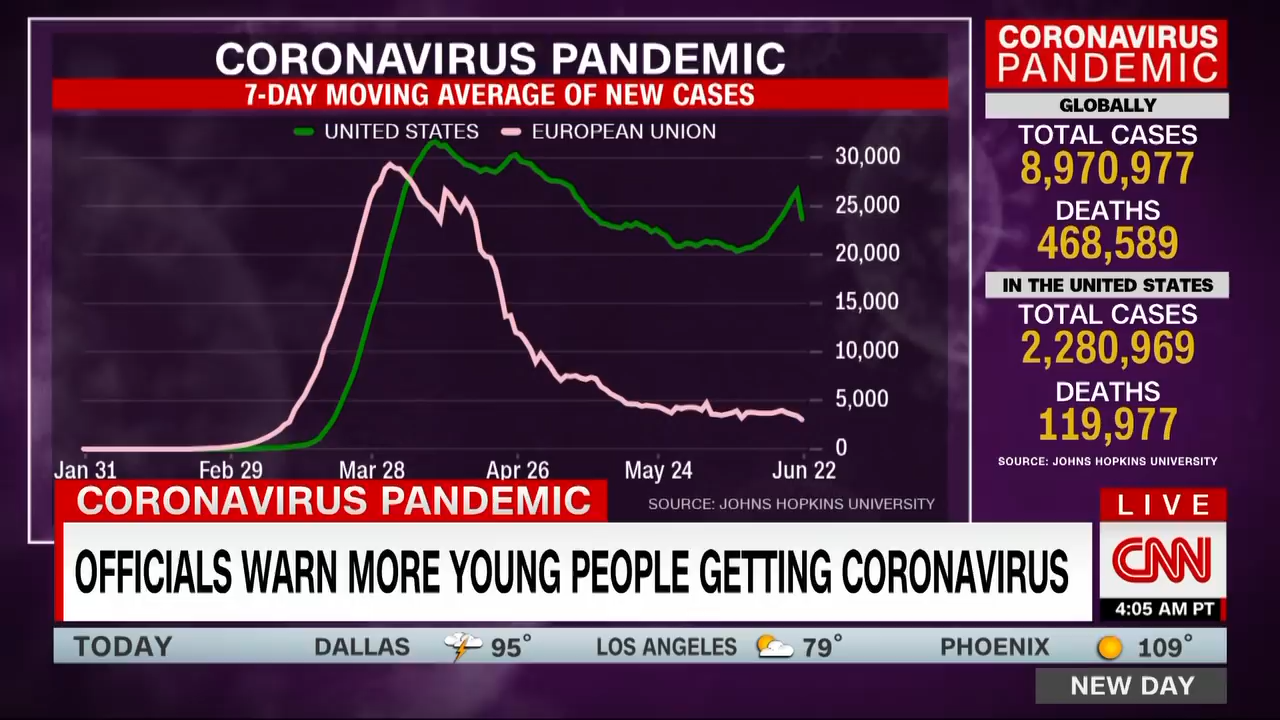 CORONAVIRUS PANDEMIC
7-DAY MOVING AVERAGE OF NEW CASES
UNITED STATES EUROPEAN UNION
30,000
25,000
20,000
15,000
10,000
5,000
0
Jan 31 Feb 29 Mar 28 Apr 26 May 24 Jun 22
SOURCE: JOHNS HOPKINS UNIVERSITY
CORONAVIRUS
PANDEMIC
GLOBALLY
TOTAL CASES
8,970,977
DEATHS
468,589
IN THE UNITED STATES
TOTAL CASES
2,280,969
DEATHS
119,977
SOURCE: JOHNS HOPKINS UNIVERSITY
CORONAVIRUS PANDEMIC
OFFICIALS WARN MORE YOUNG PEOPLE GETTING CORONAVIRUS
LIVE
CNN
4:05 AM PT
TODAY DALLAS 95° LOS ANGELES 79° PHOENIX 109°
NEW DAY